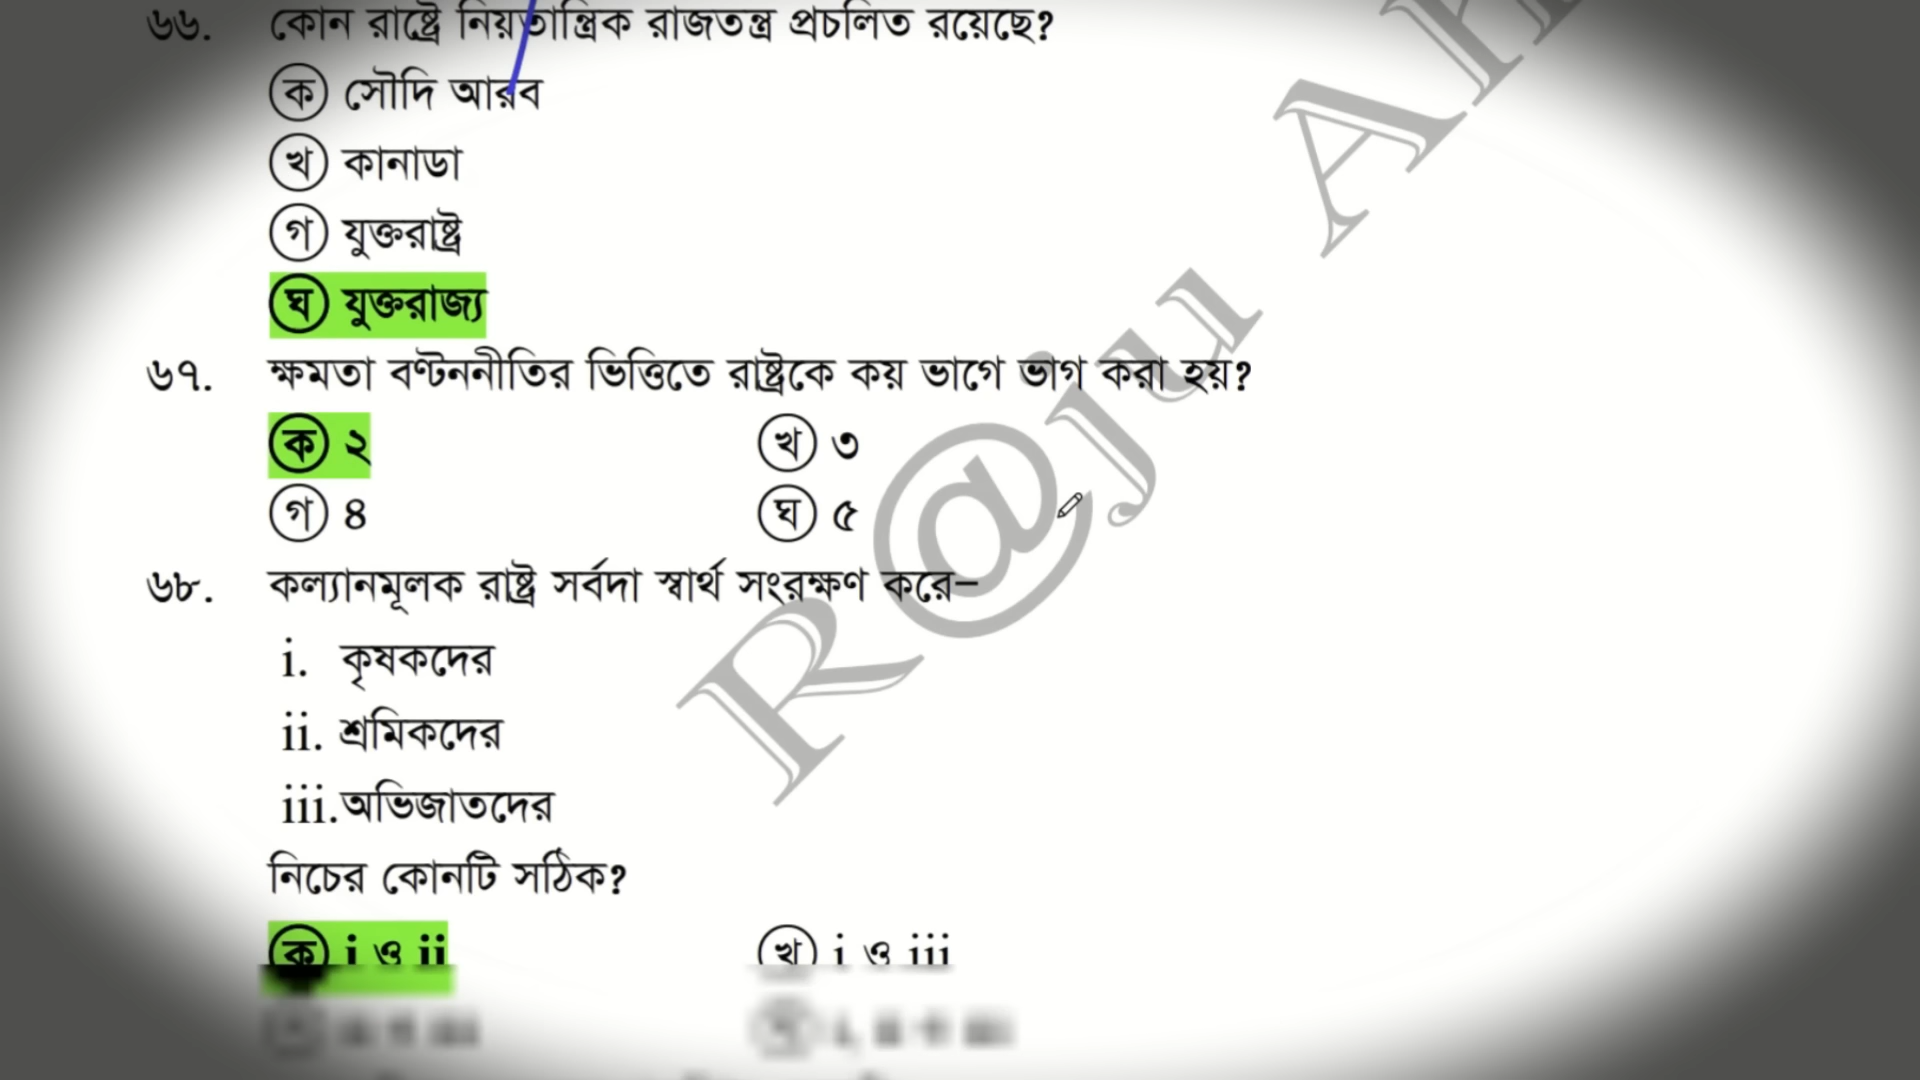 ৬৬. কোন রাষ্ট্রে নিয়তান্ত্রিক রাজতন্ত্র প্রচলিত রয়েছে?
ক সৌদি আরব
খ কানাডা
গ যুক্তরাষ্ট্র
ঘ যুক্তরাজ্য
৬৭. ক্ষমতা বণ্টননীতির ভিত্তিতে রাষ্ট্রকে কয় ভাগে ভাগ করা হয়?
ক ২ খ ৩
গ ৪ ঘ ৫
৬৮. কল্যানমূলক রাষ্ট্র সর্বদা স্বার্থ সংরক্ষণ করে–
i. কৃষকদের
ii. শ্রমিকদের
iii.অভিজাতদের
নিচের কোনটি সঠিক?
ক i ও ii খ i ও iii
R@ju